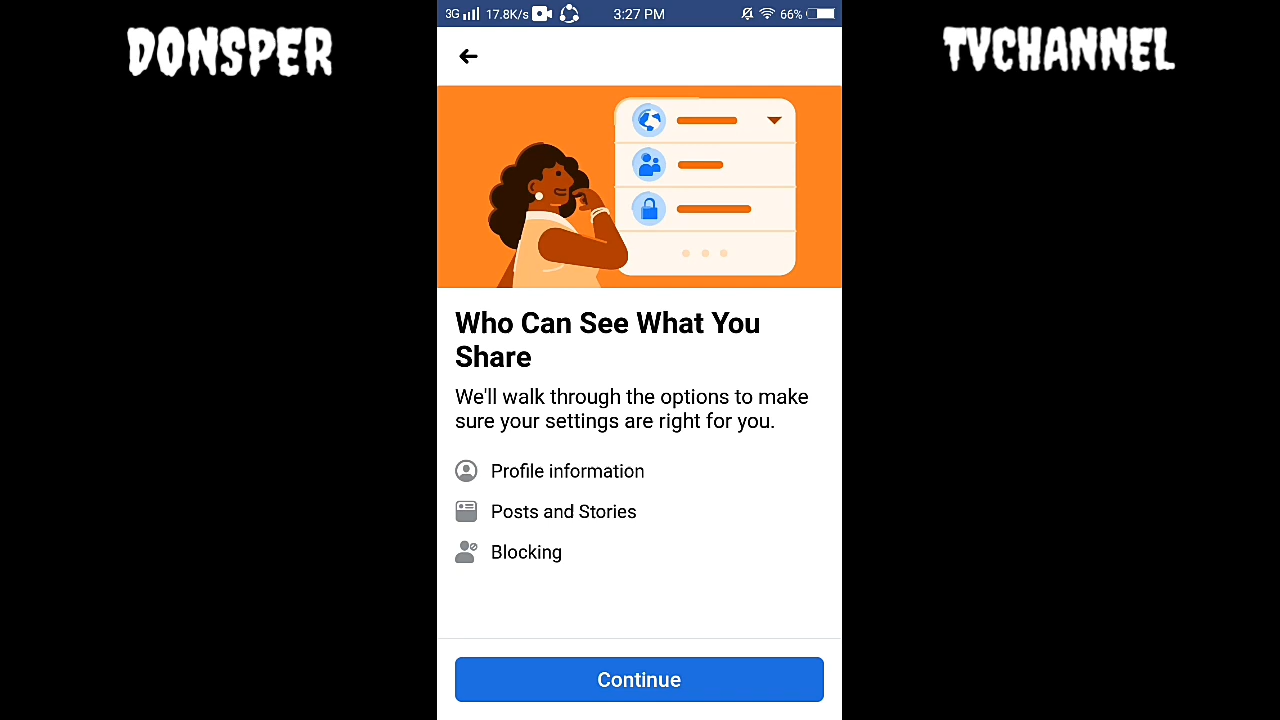 DONSPER
TVCHANNEL
3G 17.8K/s 3:27 PM 66%
Who Can See What You
Share
We'll walk through the options to make
sure your settings are right for you.
Profile information
Posts and Stories
Blocking
Continue